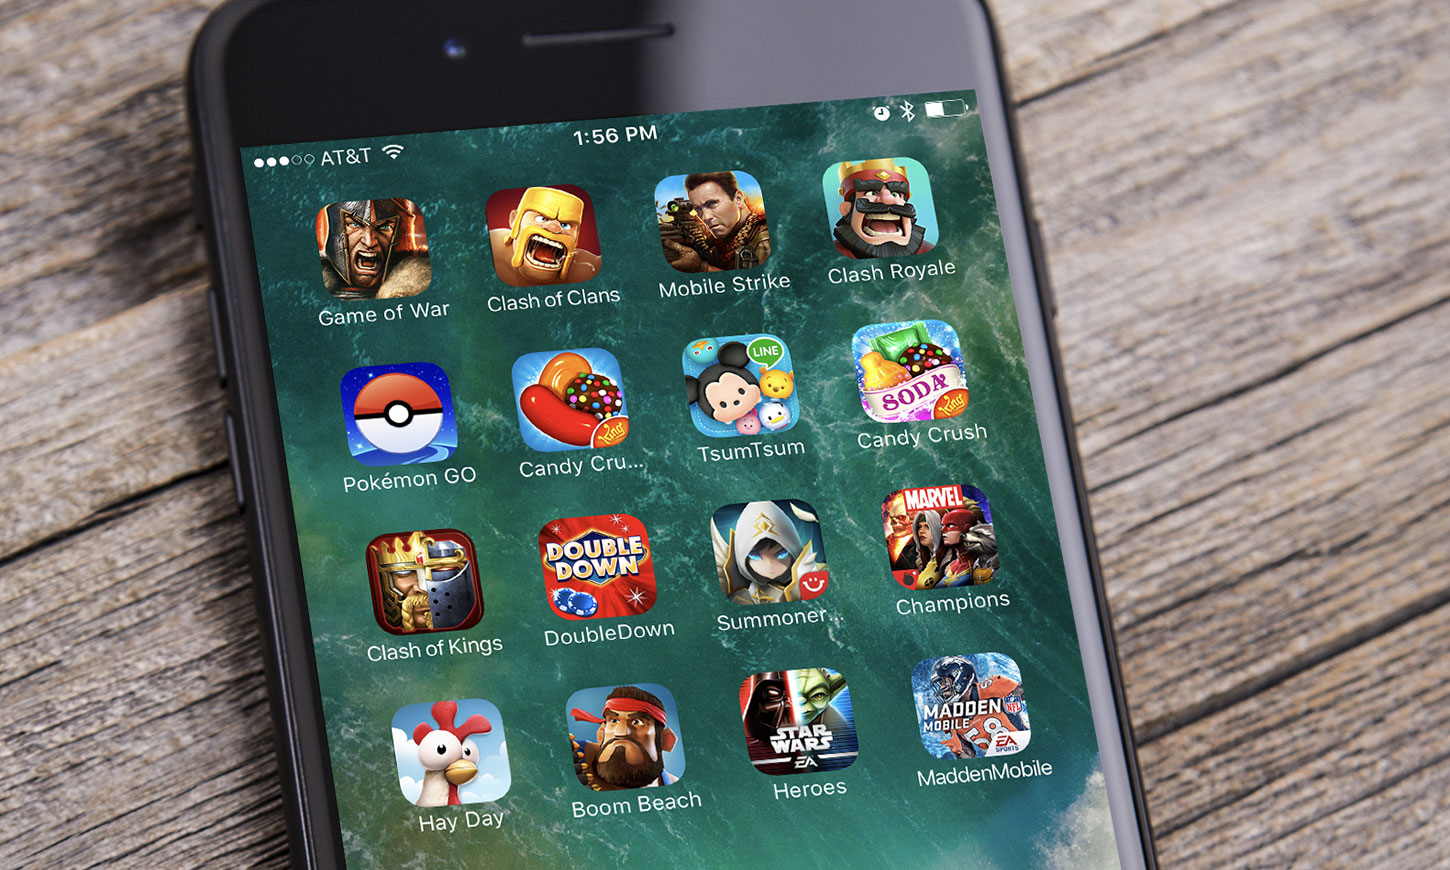 AT&T
1:56 PM
Game of War
Clash of Clans
Mobile Strike
Clash Royale
LINE
SODA
King
Pokémon GO
Candy Cru...
King
TsumTsum
Candy Crush
DOUBLE
DOWN
MARVEL
Clash of Kings
DoubleDown
Summoner...
Champions
STAR
WARS
EA
MADDEN
NFL
MOBILE
EA
SPORTS
Hay Day
Boom Beach
Heroes
MaddenMobile